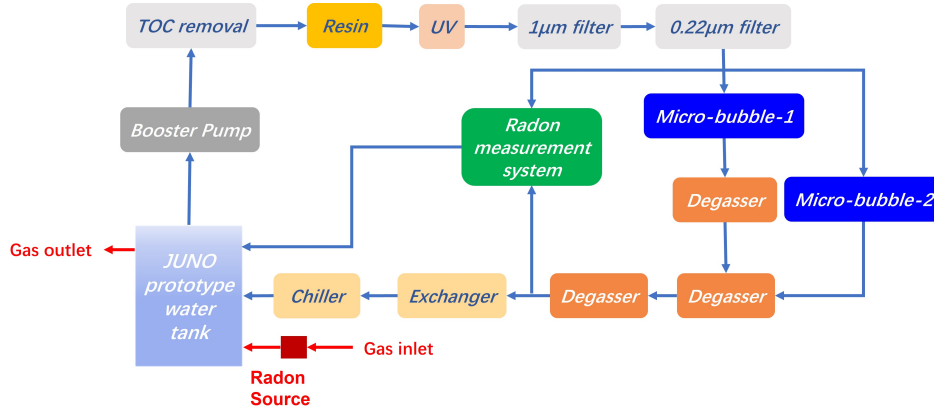 TOC removal
Resin
UV
1μm filter
0.22μm filter
Booster Pump
Radon
measurement
system
Micro-bubble-1
Degasser
Micro-bubble-2
Gas outlet
JUNO
prototype
water
tank
Chiller
Exchanger
Degasser
Degasser
Gas inlet
Radon
Source